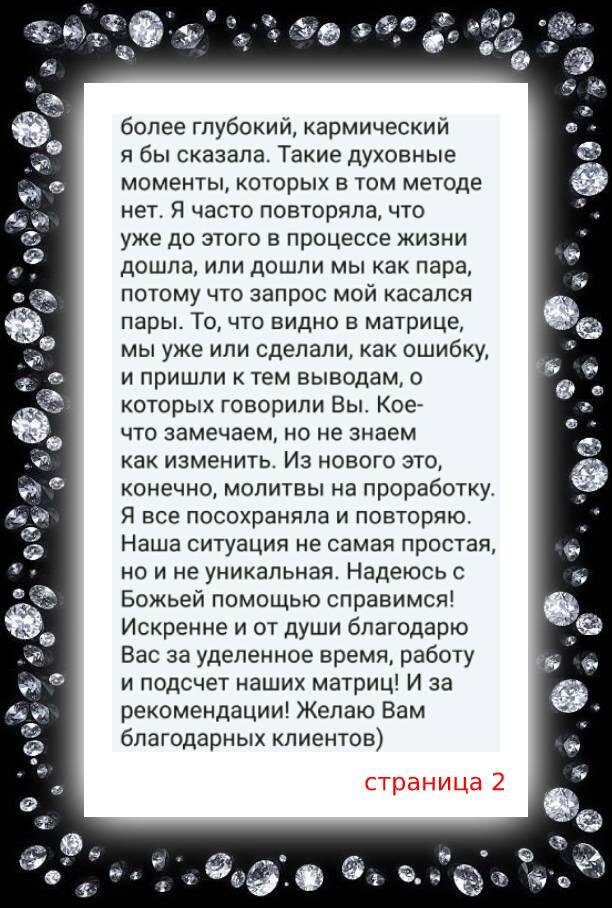 более глубокий, кармический
я бы сказала. Такие духовные
моменты, которых в том методе
нет. Я часто повторяла, что
уже до этого в процессе жизни
дошла, или дошли мы как пара,
потому что запрос мой касался
пары. То, что видно в матрице,
мы уже или сделали, как ошибку,
и пришли к тем выводам, о
которых говорили Вы. Кое-
что замечаем, но не знаем
как изменить. Из нового это,
конечно, молитвы на проработку.
Я все посохраняла и повторяю.
Наша ситуация не самая простая,
но и не уникальная. Надеюсь с
Божьей помощью справимся!
Искренне и от души благодарю
Вас за уделенное время, работу
и подсчет наших матриц! И за
рекомендации! Желаю Вам
благодарных клиентов)
страница 2